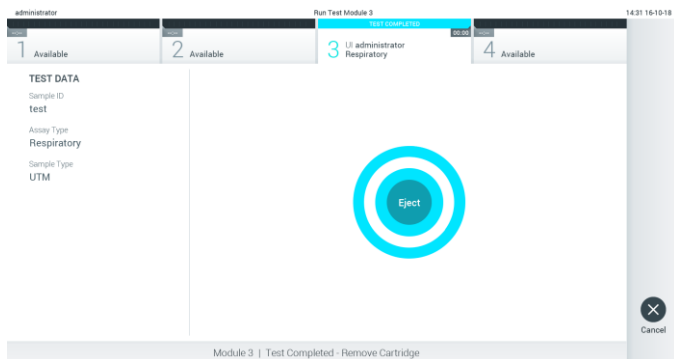 administrator
Run Test Module 3
14:31 16-10-18
TEST COMPLETED
00:00
1 Available
2 Available
3 UI administrator
Respiratory
4 Available
TEST DATA
Sample ID
test
Assay Type
Respiratory
Sample Type
UTM
Eject
Cancel
Module 3 | Test Completed - Remove Cartridge